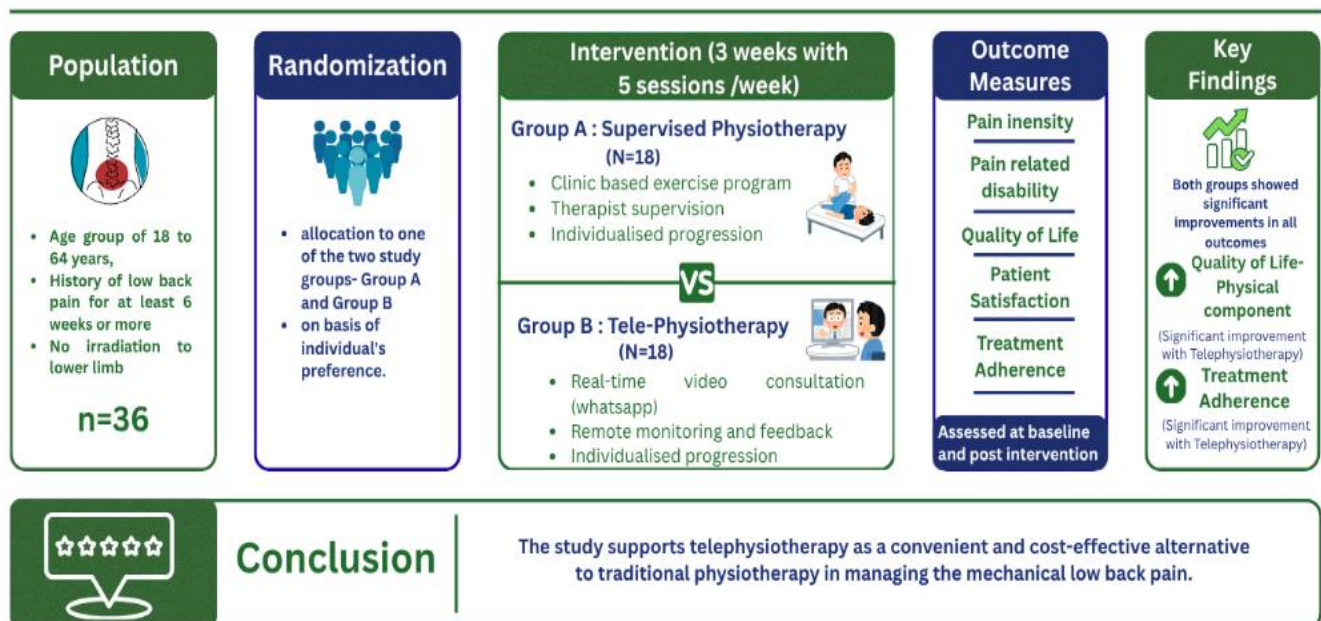 Population
• Age group of 18 to
64 years,
• History of low back
pain for at least 6
weeks or more
• No irradiation to
lower limb
n=36
Randomization
• allocation to one
of the two study
groups- Group A
and Group B
• on basis of
individual's
preference.
Intervention (3 weeks with
5 sessions /week)
Group A : Supervised Physiotherapy
(N=18)
• Clinic based exercise program
• Therapist supervision
• Individualised progression
VS
Group B : Tele-Physiotherapy
(N=18)
• Real-time video consultation
(whatsapp)
• Remote monitoring and feedback
• Individualised progression
Outcome
Measures
Pain inensity
Pain related
disability
Quality of Life
Patient
Satisfaction
Treatment
Adherence
Assessed at baseline
and post intervention
Key
Findings
Both groups showed
significant
improvements in all
outcomes
Quality of Life-
Physical
component
(Significant improvement
with Telephysiotherapy)
Treatment
Adherence
(Significant improvement
with Telephysiotherapy)
Conclusion
The study supports telephysiotherapy as a convenient and cost-effective alternative
to traditional physiotherapy in managing the mechanical low back pain.